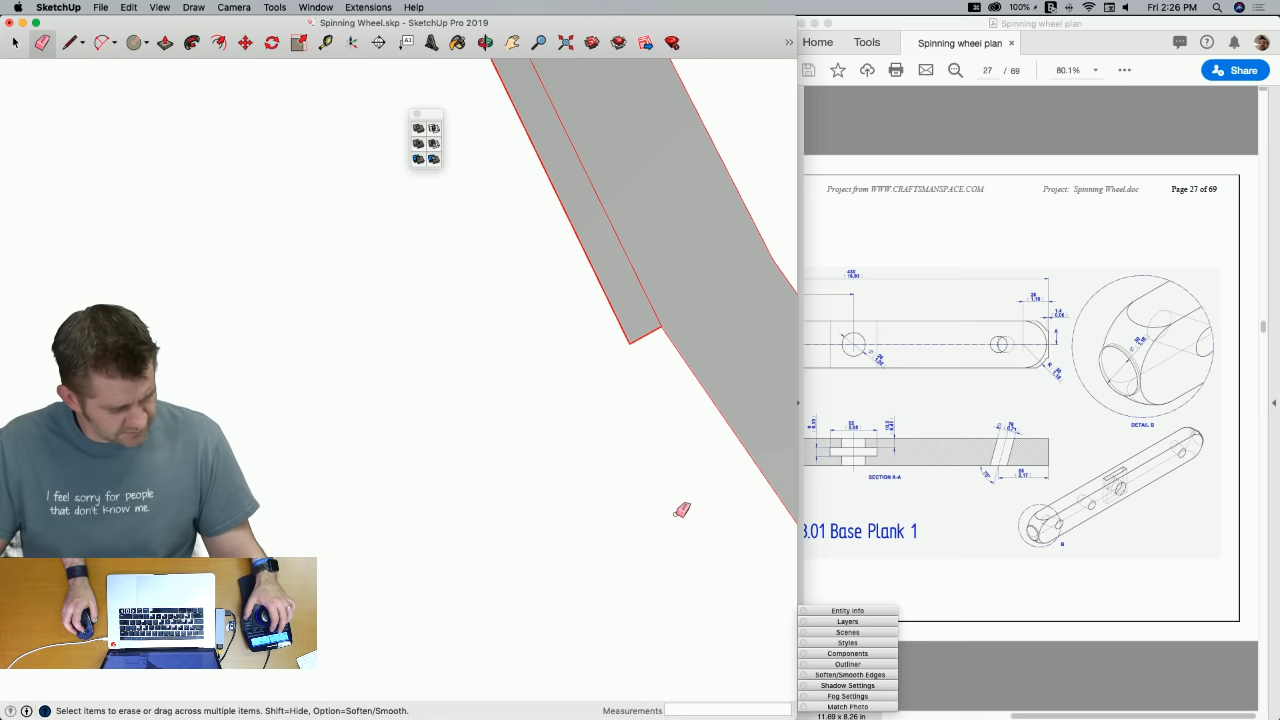 SketchUp File Edit View Draw Camera Tools Window Extensions Help
100% Fri 2:26 PM
Spinning Wheel.skp - SketchUp Pro 2019
Spinning wheel plan
Home Tools Spinning wheel plan ×
27 / 69 80.1% Share
Project from WWW.CRAFTSMANSPACE.COM Project: Spinning Wheel.doc Page 27 of 69
430
A
DETAIL B
SECTION A-A
B
3.01 Base Plank 1
I feel sorry for people
that don't know me.
Entity Info
Layers
Scenes
Styles
Components
Outliner
Soften/Smooth Edges
Shadow Settings
Fog Settings
Match Photo
Select items to erase or drag across multiple items. Shift=Hide, Option=Soften/Smooth.
Measurements
11.69 x 8.26 in